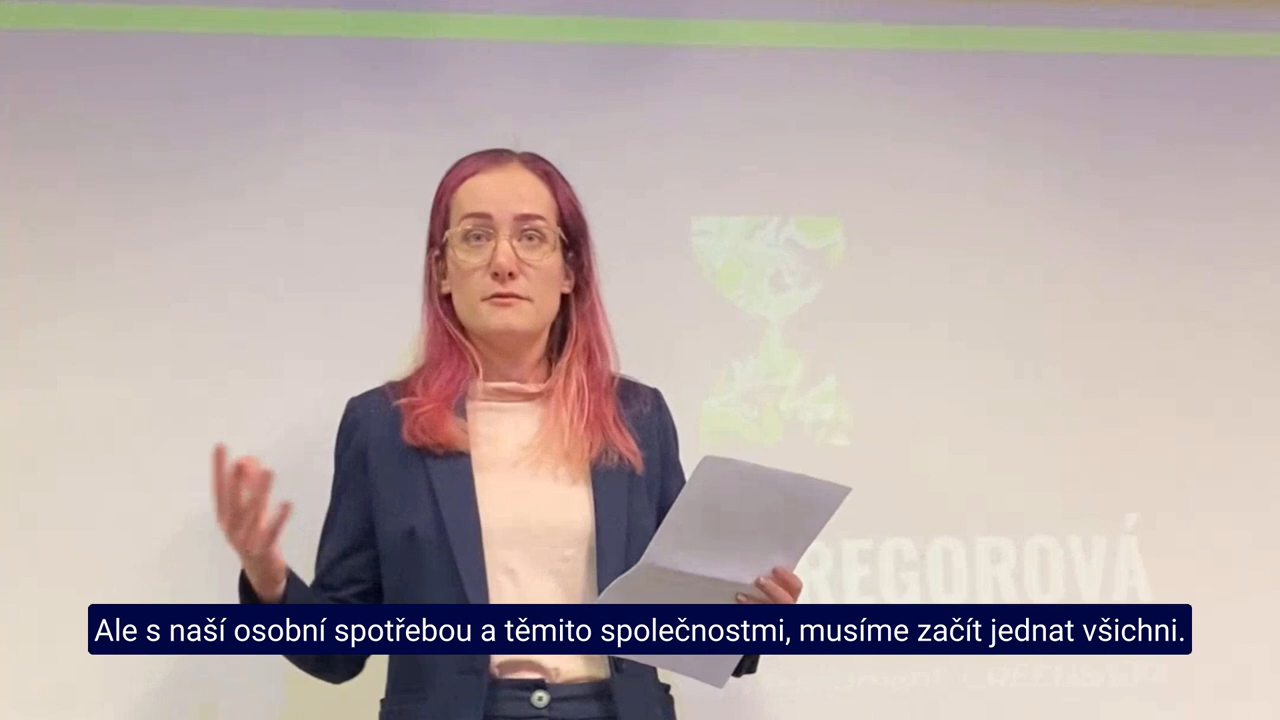 REGOROVÁ
Ale s naší osobní spotřebou a těmito společnostmi, musíme začít jednat všichni.